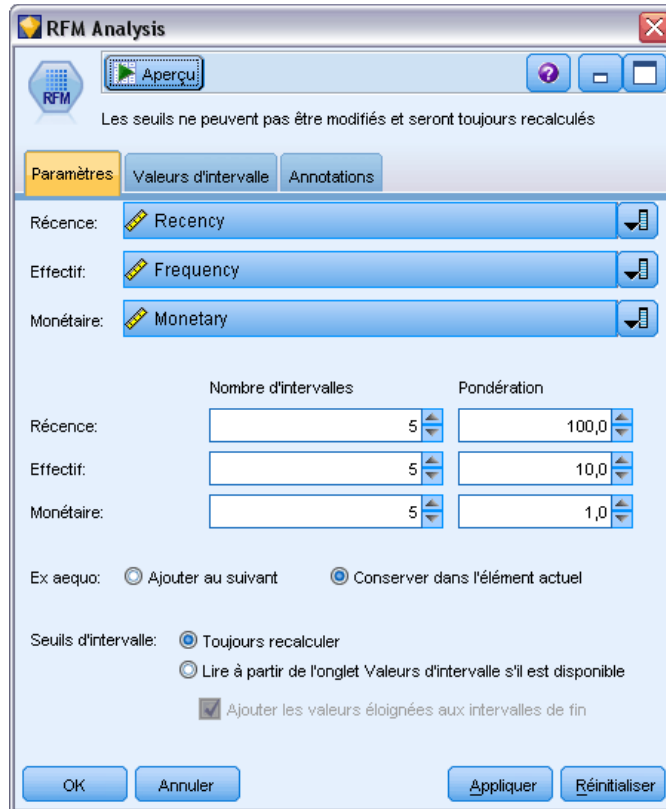 RFM Analysis
Aperçu
RFM
Les seuils ne peuvent pas être modifiés et seront toujours recalculés
Paramètres Valeurs d'intervalle Annotations
Récence: Recency
Effectif: Frequency
Monétaire: Monetary
Nombre d'intervalles Pondération
Récence: 5 100,0
Effectif: 5 10,0
Monétaire: 5 1,0
Ex aequo: Ajouter au suivant Conserver dans l'élément actuel
Seuils d'intervalle: Toujours recalculer
Lire à partir de l'onglet Valeurs d'intervalle s'il est disponible
Ajouter les valeurs éloignées aux intervalles de fin
OK Annuler Appliquer Réinitialiser